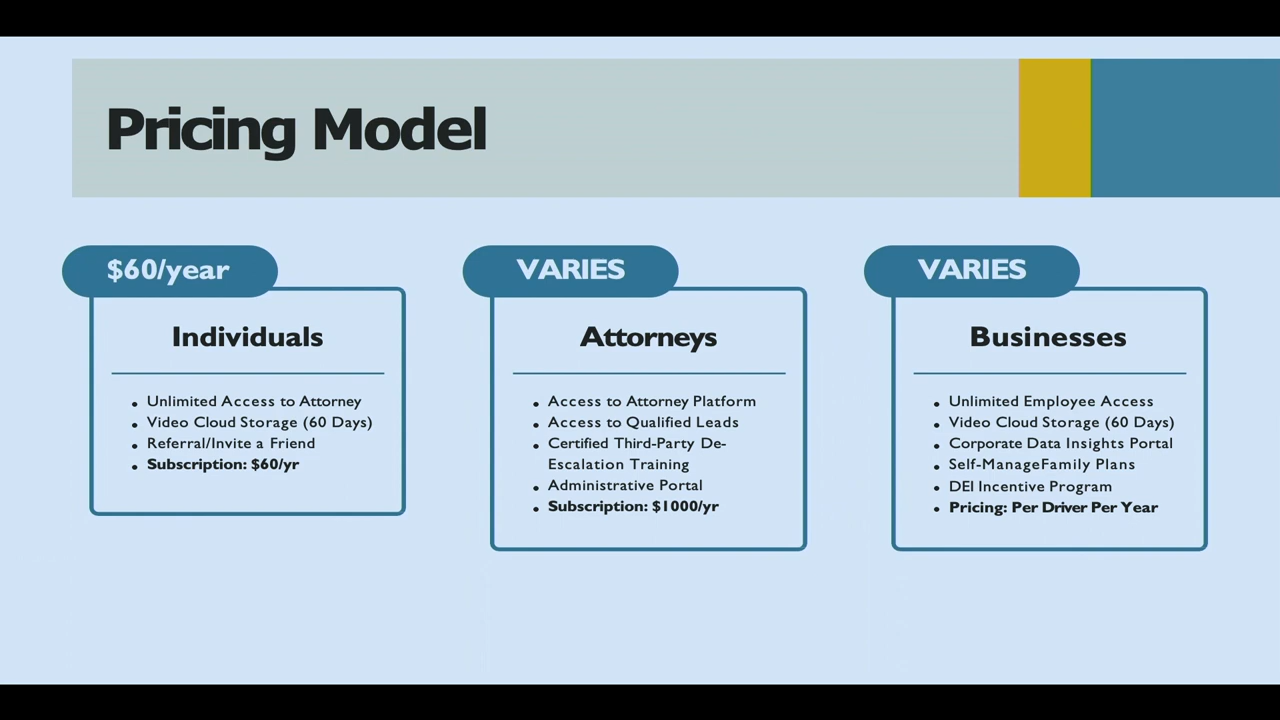 Pricing Model
$60/year
Individuals
Unlimited Access to Attorney
Video Cloud Storage (60 Days)
Referral/Invite a Friend
Subscription: $60/yr
VARIES
Attorneys
Access to Attorney Platform
Access to Qualified Leads
Certified Third-Party De-
Escalation Training
Administrative Portal
Subscription: $1000/yr
VARIES
Businesses
Unlimited Employee Access
Video Cloud Storage (60 Days)
Corporate Data Insights Portal
Self-ManageFamily Plans
DEI Incentive Program
Pricing: Per Driver Per Year